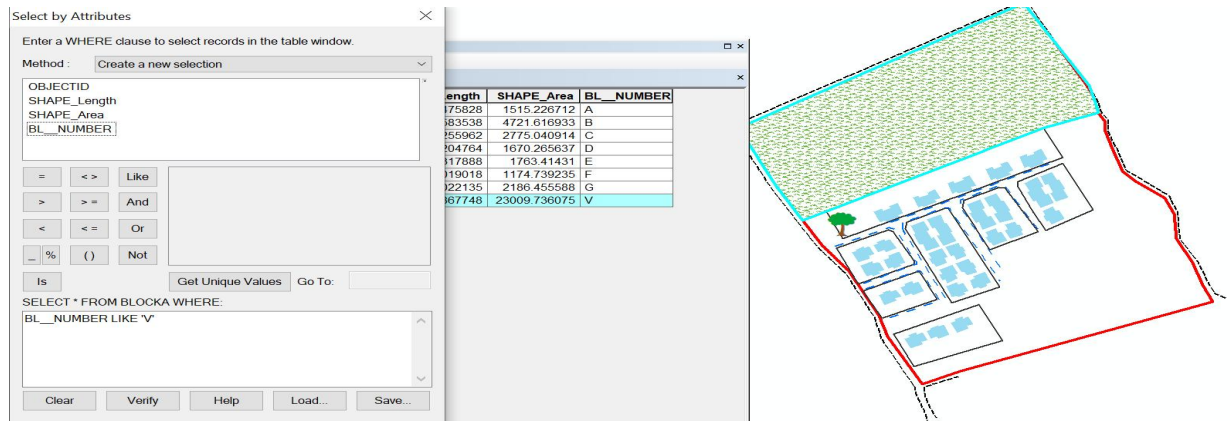 Select by Attributes
Enter a WHERE clause to select records in the table window.
Method : Create a new selection
OBJECTID
SHAPE_Length
SHAPE_Area
BL__NUMBER
= < > Like
> > = And
< < = Or
_ % ( ) Not
Is Get Unique Values Go To:
SELECT * FROM BLOCKA WHERE:
BL__NUMBER LIKE 'V'
Clear Verify Help Load... Save...
ength SHAPE_Area BL__NUMBER
75828 1515.226712 A
583538 4721.616933 B
255962 2775.040914 C
204764 1670.265637 D
317888 1763.41431 E
019018 1174.739235 F
022135 2186.455588 G
367748 23009.736075 V